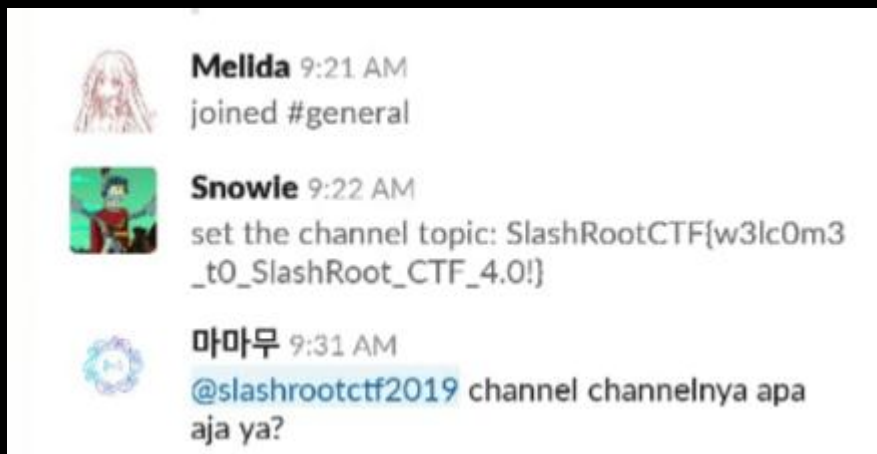 Melida 9:21 AM
joined #general
Snowie 9:22 AM
set the channel topic: SlashRootCTF{w3lc0m3
_t0_SlashRoot_CTF_4.0!}
마마무 9:31 AM
@slashrootctf2019 channel channelnya apa
aja ya?